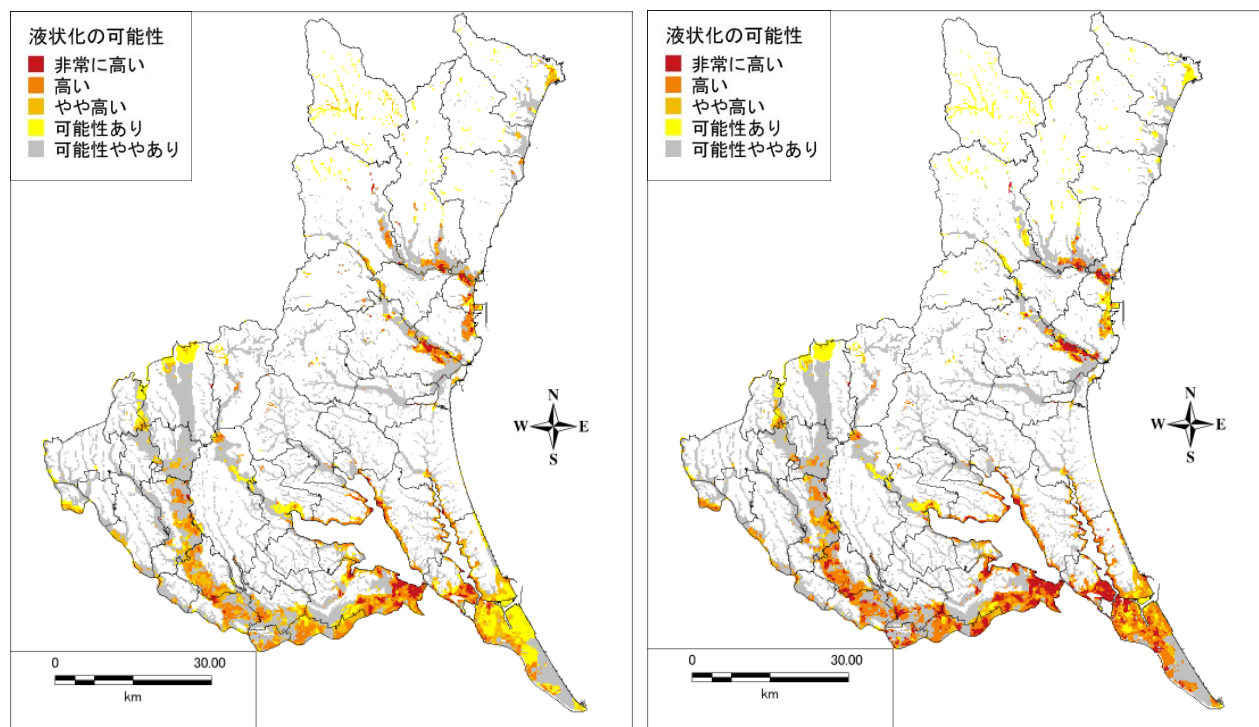 液状化の可能性
非常に高い
高い
やや高い
可能性あり
可能性ややあり
N
W E
S
0 30.00
km
液状化の可能性
非常に高い
高い
やや高い
可能性あり
可能性ややあり
N
W E
S
0 30.00
km